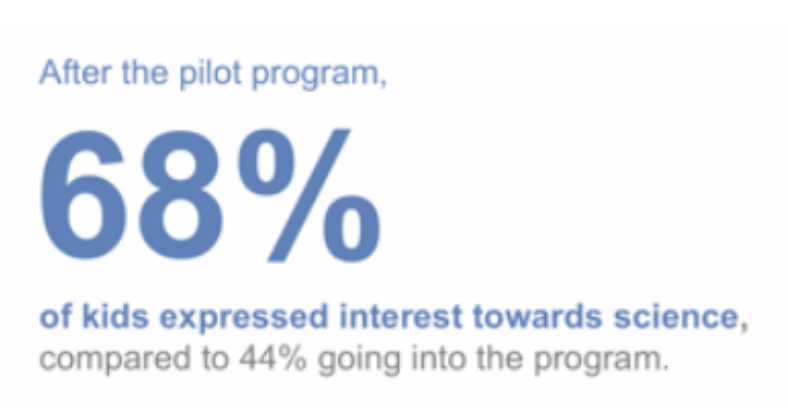 After the pilot program,
68%
of kids expressed interest towards science,
compared to 44% going into the program.